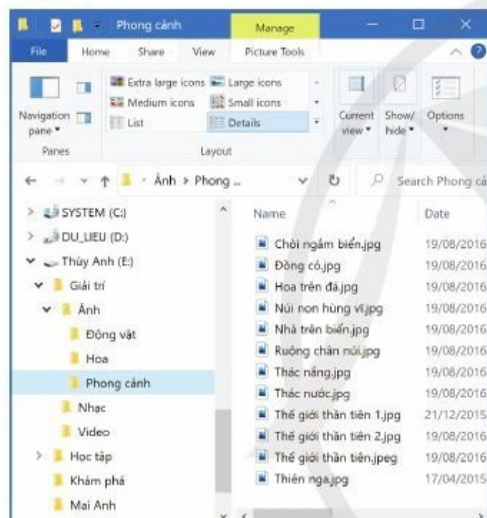 Phong cảnh
Manage
File
Home
Share
View
Picture Tools
Extra large icons
Large icons
Medium icons
Small icons
List
Details
Navigation pane
Current view
Show/ hide
Options
Panes
Layout
Ảnh > Phong ..
Search Phong cả
SYSTEM (C:)
DU_LIEU (D:)
Thùy Anh (E:)
Giải trí
Ảnh
Động vật
Hoa
Phong cảnh
Nhạc
Video
Học tập
Khám phá
Mai Anh
Name
Date
Chòi ngắm biển.jpg 19/08/2016
Đồng cỏ.jpg 19/08/2016
Hoa trên đá.jpg 19/08/2016
Núi non hùng vĩ.jpg 19/08/2016
Nhà trên biển.jpg 19/08/2016
Ruộng chân núi.jpg 19/08/2016
Thác nắng.jpg 19/08/2016
Thác nước.jpg 19/08/2016
Thế giới thần tiên 1.jpg 21/12/2015
Thế giới thần tiên 2.jpg 19/08/2016
Thế giới thần tiên.jpeg 19/08/2016
Thiên nga.jpg 17/04/2015